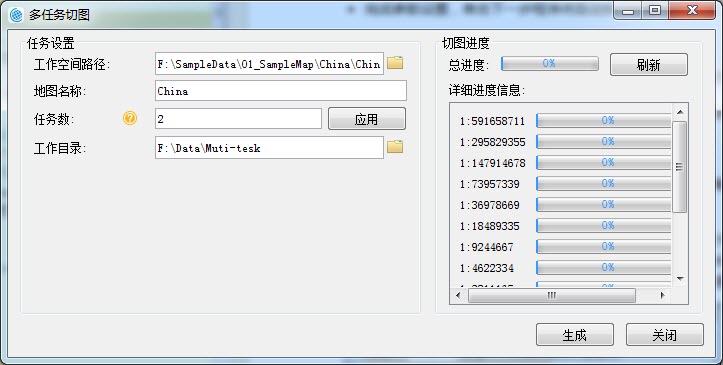 多任务切图
任务设置
工作空间路径: F:\SampleData\01_SampleMap\China\Chin
地图名称: China
任务数: 2 应用
工作目录: F:\Data\Muti-tesk
切图进度
总进度: 0% 刷新
详细进度信息:
1:591658711 0%
1:295829355 0%
1:147914678 0%
1:73957339 0%
1:36978669 0%
1:18489335 0%
1:9244667 0%
1:4622334 0%
生成 关闭